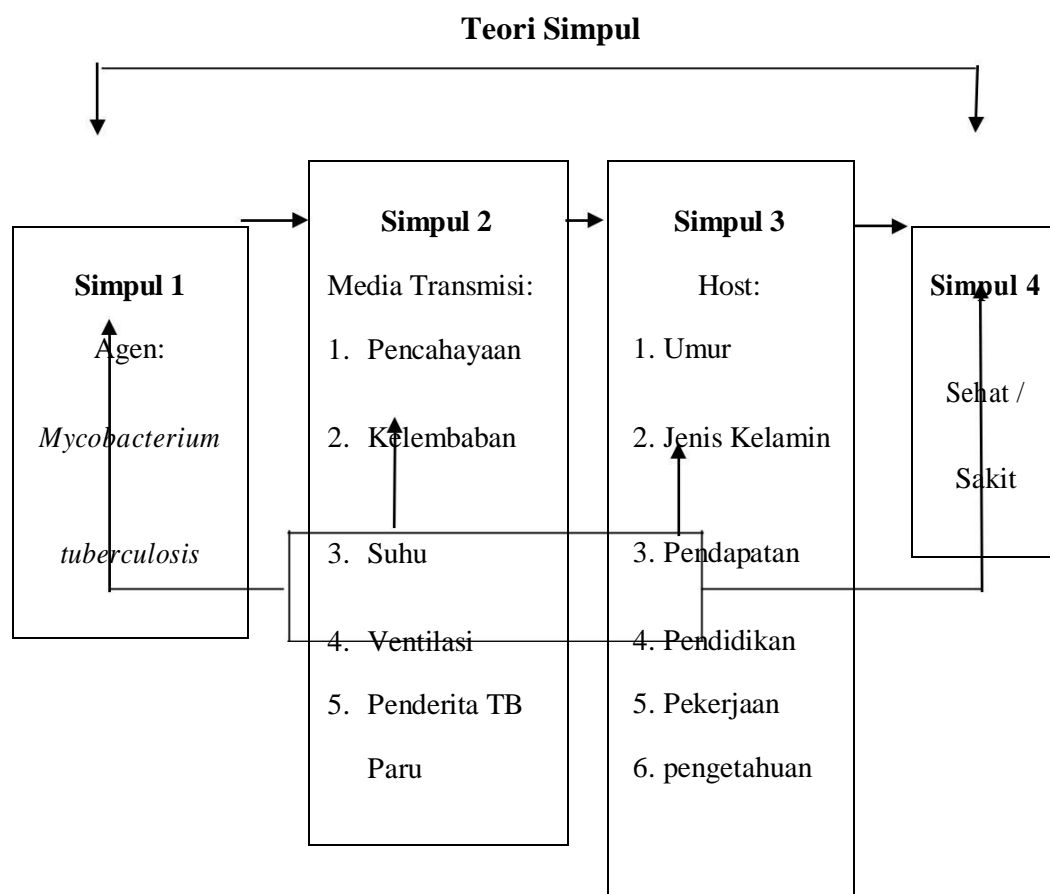 Teori Simpul
Simpul 1
Agen:
Mycobacterium
tuberculosis
Simpul 2
Media Transmisi:
1. Pencahayaan
2. Kelembaban
3. Suhu
4. Ventilasi
5. Penderita TB
Paru
Simpul 3
Host:
1. Umur
2. Jenis Kelamin
3. Pendapatan
4. Pendidikan
5. Pekerjaan
6. pengetahuan
Simpul 4
Sehat /
Sakit